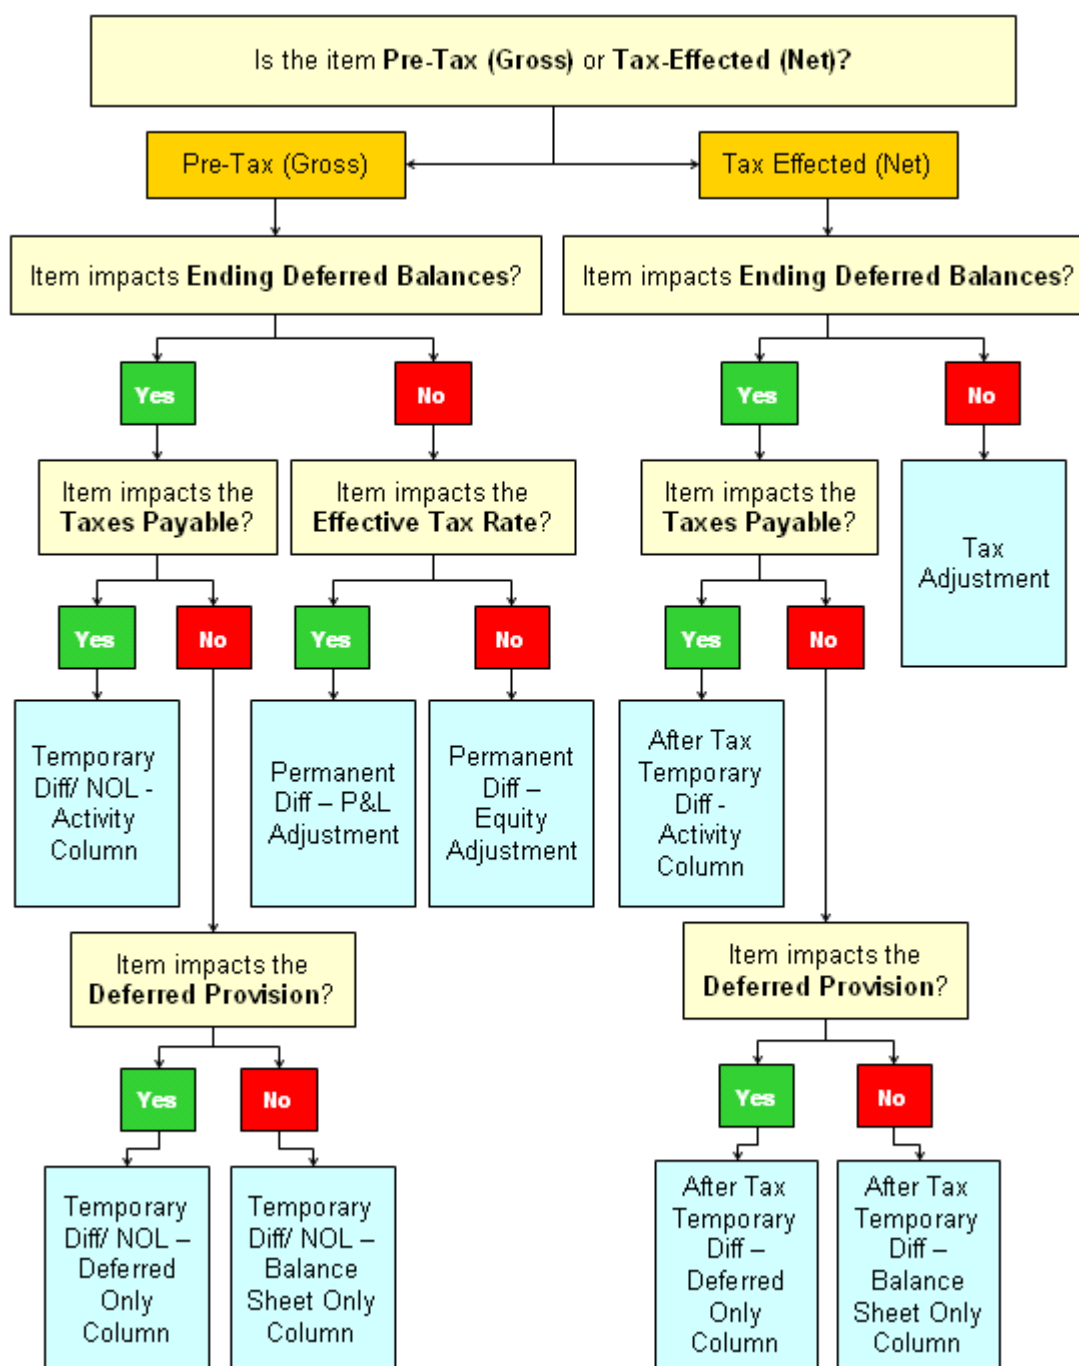 Is the item Pre-Tax (Gross) or Tax-Effected (Net)?
Pre-Tax (Gross)
Tax Effected (Net)
Item impacts Ending Deferred Balances?
Item impacts Ending Deferred Balances?
Yes
No
Yes
No
Item impacts the
Taxes Payable?
Item impacts the
Effective Tax Rate?
Item impacts the
Taxes Payable?
Tax
Adjustment
Yes
No
Yes
No
Yes
No
Temporary
Diff/ NOL -
Activity
Column
Permanent
Diff – P&L
Adjustment
Permanent
Diff –
Equity
Adjustment
After Tax
Temporary
Diff -
Activity
Column
Item impacts the
Deferred Provision?
Item impacts the
Deferred Provision?
Yes
No
Yes
No
Temporary
Diff/ NOL –
Deferred
Only
Column
Temporary
Diff/ NOL –
Balance
Sheet Only
Column
After Tax
Temporary
Diff –
Deferred
Only
Column
After Tax
Temporary
Diff –
Balance
Sheet Only
Column